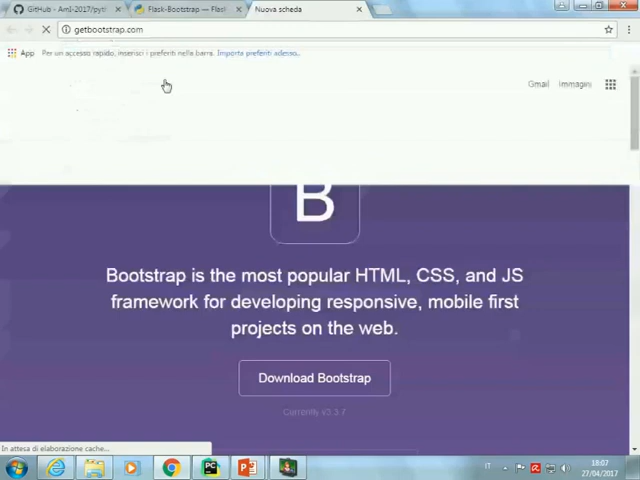 GitHub - AmI-2017/pyt
Flask-Bootstrap — Flask
Nuova scheda
getbootstrap.com
App
Per un accesso rapido, inserisci i preferiti nella barra. Importa preferiti adesso...
Gmail
Immagini
B
Bootstrap is the most popular HTML, CSS, and JS
framework for developing responsive, mobile first
projects on the web.
Download Bootstrap
Currently v3.3.7
In attesa di elaborazione cache...
PC
IT
18:07
27/04/2017